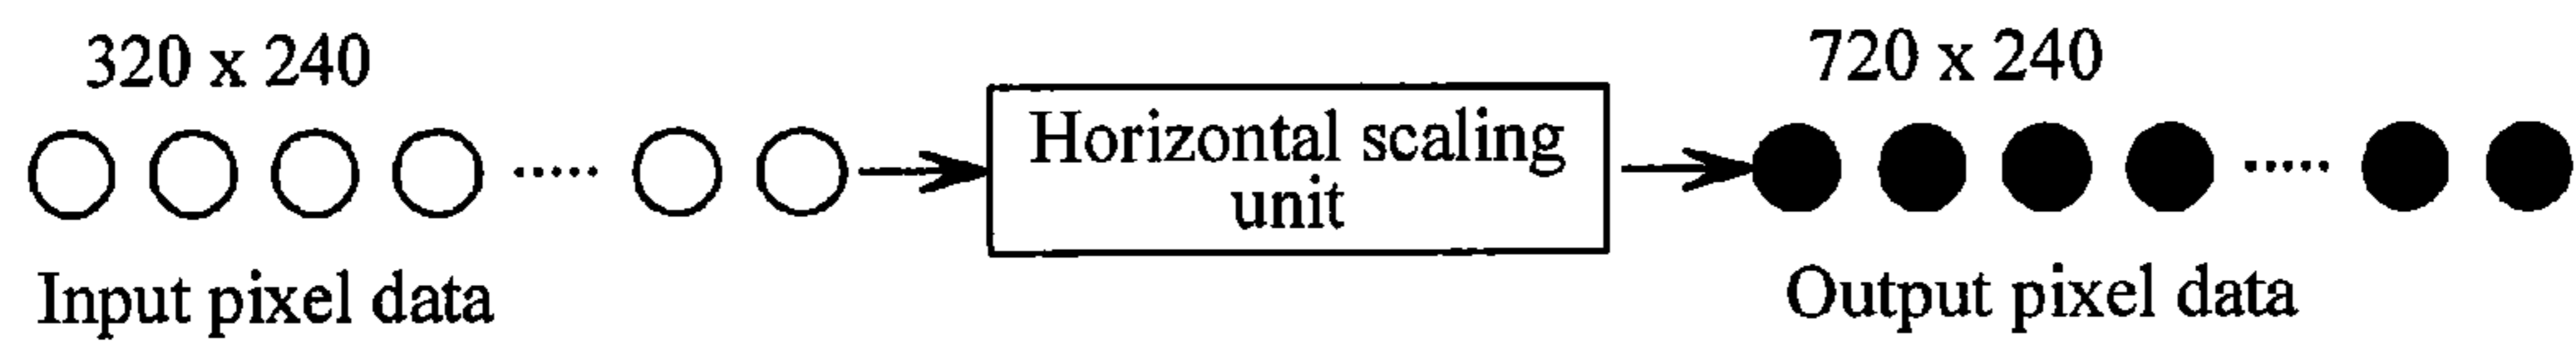 320 x 240
720 x 240
Horizontal scaling
unit
Input pixel data
Output pixel data